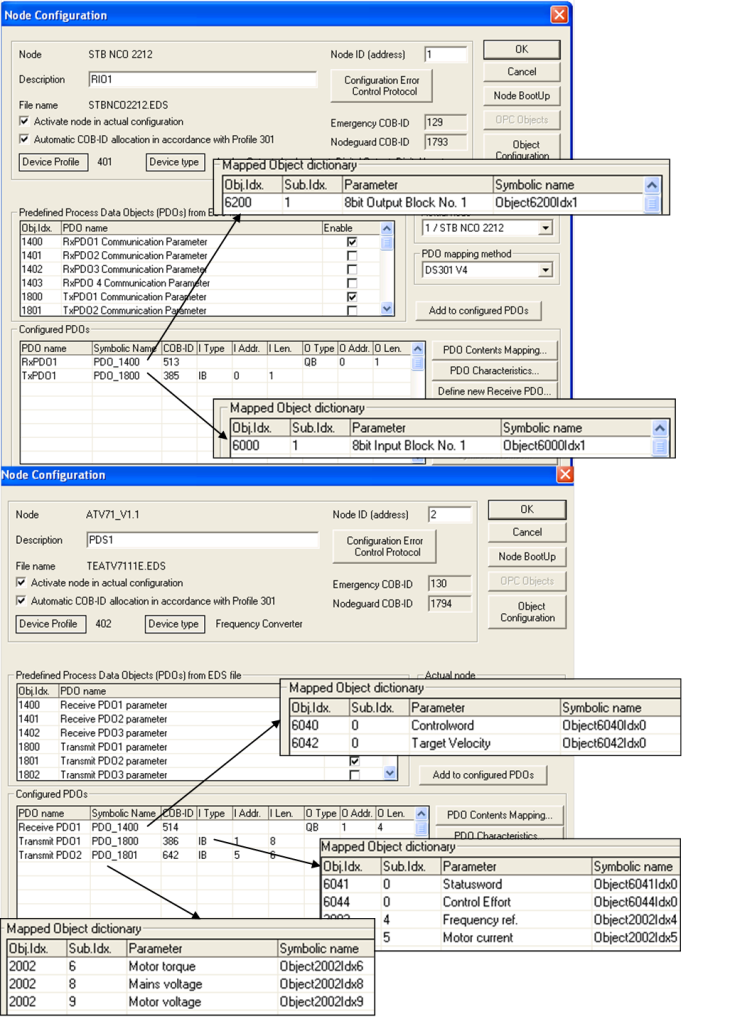 Node Configuration
Node STB NCO 2212 Node ID (address) 1 OK
Description RIO1 Configuration Error Control Protocol Cancel
File name STBNCO2212.EDS Node BootUp
Activate node in actual configuration Emergency COB-ID 129 OPC Objects
Automatic COB-ID allocation in accordance with Profile 301 Nodeguard COB-ID 1793 Object Configuration
Device Profile 401 Device type
Mapped Object dictionary
Obj.Idx. Sub.Idx. Parameter Symbolic name
6200 1 8bit Output Block No. 1 Object6200Idx1
Predefined Process Data Objects (PDOs) from EDS
Obj.Idx. PDO name Enable
1400 RxPDO1 Communication Parameter
1401 RxPDO2 Communication Parameter
1402 RxPDO3 Communication Parameter
1403 RxPDO 4 Communication Parameter
1800 TxPDO1 Communication Parameter
1801 TxPDO2 Communication Parameter
1 / STB NCO 2212
PDO mapping method
DS301 V4
Add to configured PDOs
Configured PDOs
PDO name Symbolic Name COB-ID I Type I Addr. I Len. O Type O Addr. O Len.
RxPDO1 PDO_1400 513 QB 0 1
TxPDO1 PDO_1800 385 IB 0 1
PDO Contents Mapping...
PDO Characteristics...
Define new Receive PDO...
Mapped Object dictionary
Obj.Idx. Sub.Idx. Parameter Symbolic name
6000 1 8bit Input Block No. 1 Object6000Idx1
Node Configuration
Node ATV71_V1.1 Node ID (address) 2 OK
Description PDS1 Configuration Error Control Protocol Cancel
File name TEATV7111E.EDS Node BootUp
Activate node in actual configuration Emergency COB-ID 130 OPC Objects
Automatic COB-ID allocation in accordance with Profile 301 Nodeguard COB-ID 1794 Object Configuration
Device Profile 402 Device type Frequency Converter
Predefined Process Data Objects (PDOs) from EDS file Actual node
Obj.Idx. PDO name
1400 Receive PDO1 parameter
1401 Receive PDO2 parameter
1402 Receive PDO3 parameter
1800 Transmit PDO1 parameter
1801 Transmit PDO2 parameter
1802 Transmit PDO3 parameter
Mapped Object dictionary
Obj.Idx. Sub.Idx. Parameter Symbolic name
6040 0 Controlword Object6040Idx0
6042 0 Target Velocity Object6042Idx0
Add to configured PDOs
Configured PDOs
PDO name Symbolic Name COB-ID I Type I Addr. I Len. O Type O Addr. O Len.
Receive PDO1 PDO_1400 514 QB 1 4
Transmit PDO1 PDO_1800 386 IB 1 8
Transmit PDO2 PDO_1801 642 IB 5 6
PDO Contents Mapping...
PDO Characteristics
Mapped Object dictionary
Obj.Idx. Sub.Idx. Parameter Symbolic name
6041 0 Statusword Object6041Idx0
6044 0 Control Effort Object6044Idx0
4 Frequency ref. Object2002Idx4
5 Motor current Object2002Idx5
Mapped Object dictionary
Obj.Idx. Sub.Idx. Parameter Symbolic name
2002 6 Motor torque Object2002Idx6
2002 8 Mains voltage Object2002Idx8
2002 9 Motor voltage Object2002Idx9